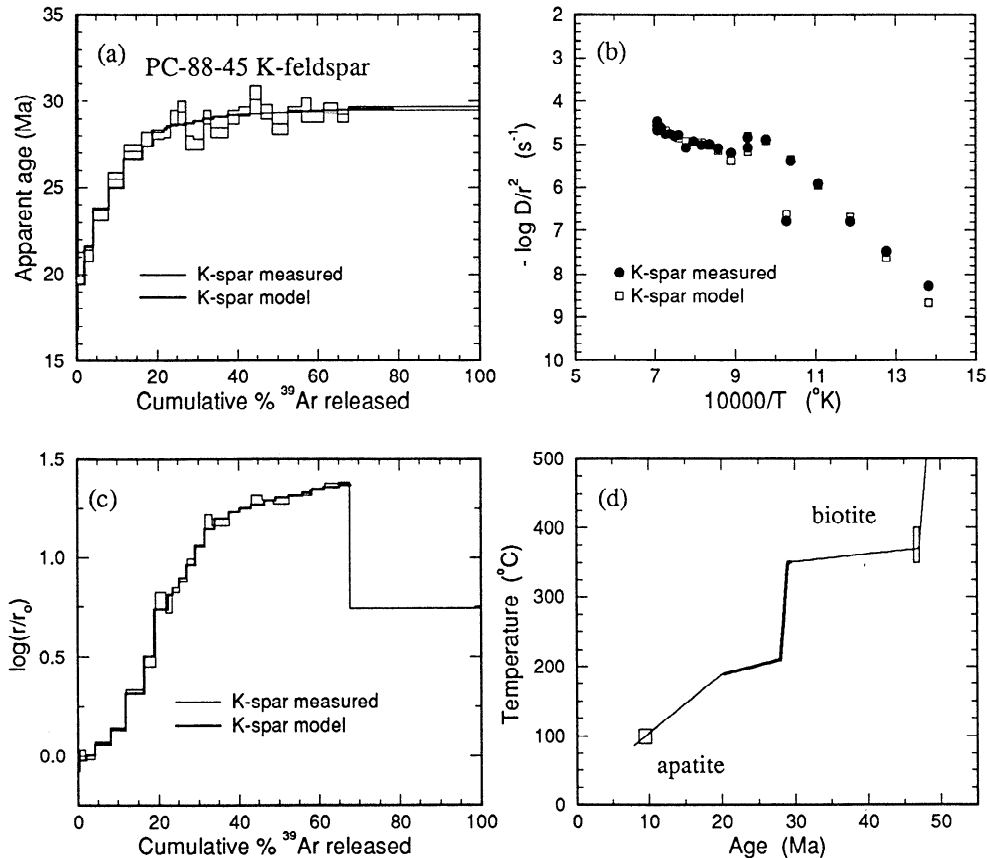 (a)
PC-88-45 K-feldspar
Apparent age (Ma)
35
30
25
20
15
K-spar measured
K-spar model
0
20
40
60
80
100
Cumulative % ³⁹Ar released
(b)
- log D/r² (s⁻¹)
2
3
4
5
6
7
8
9
10
K-spar measured
K-spar model
5
7
9
11
13
15
10000/T (°K)
(c)
log(r/r₀)
1.5
1.0
0.5
0.0
K-spar measured
K-spar model
0
20
40
60
80
100
Cumulative % ³⁹Ar released
(d)
Temperature (°C)
500
400
300
200
100
0
biotite
apatite
0
10
20
30
40
50
Age (Ma)